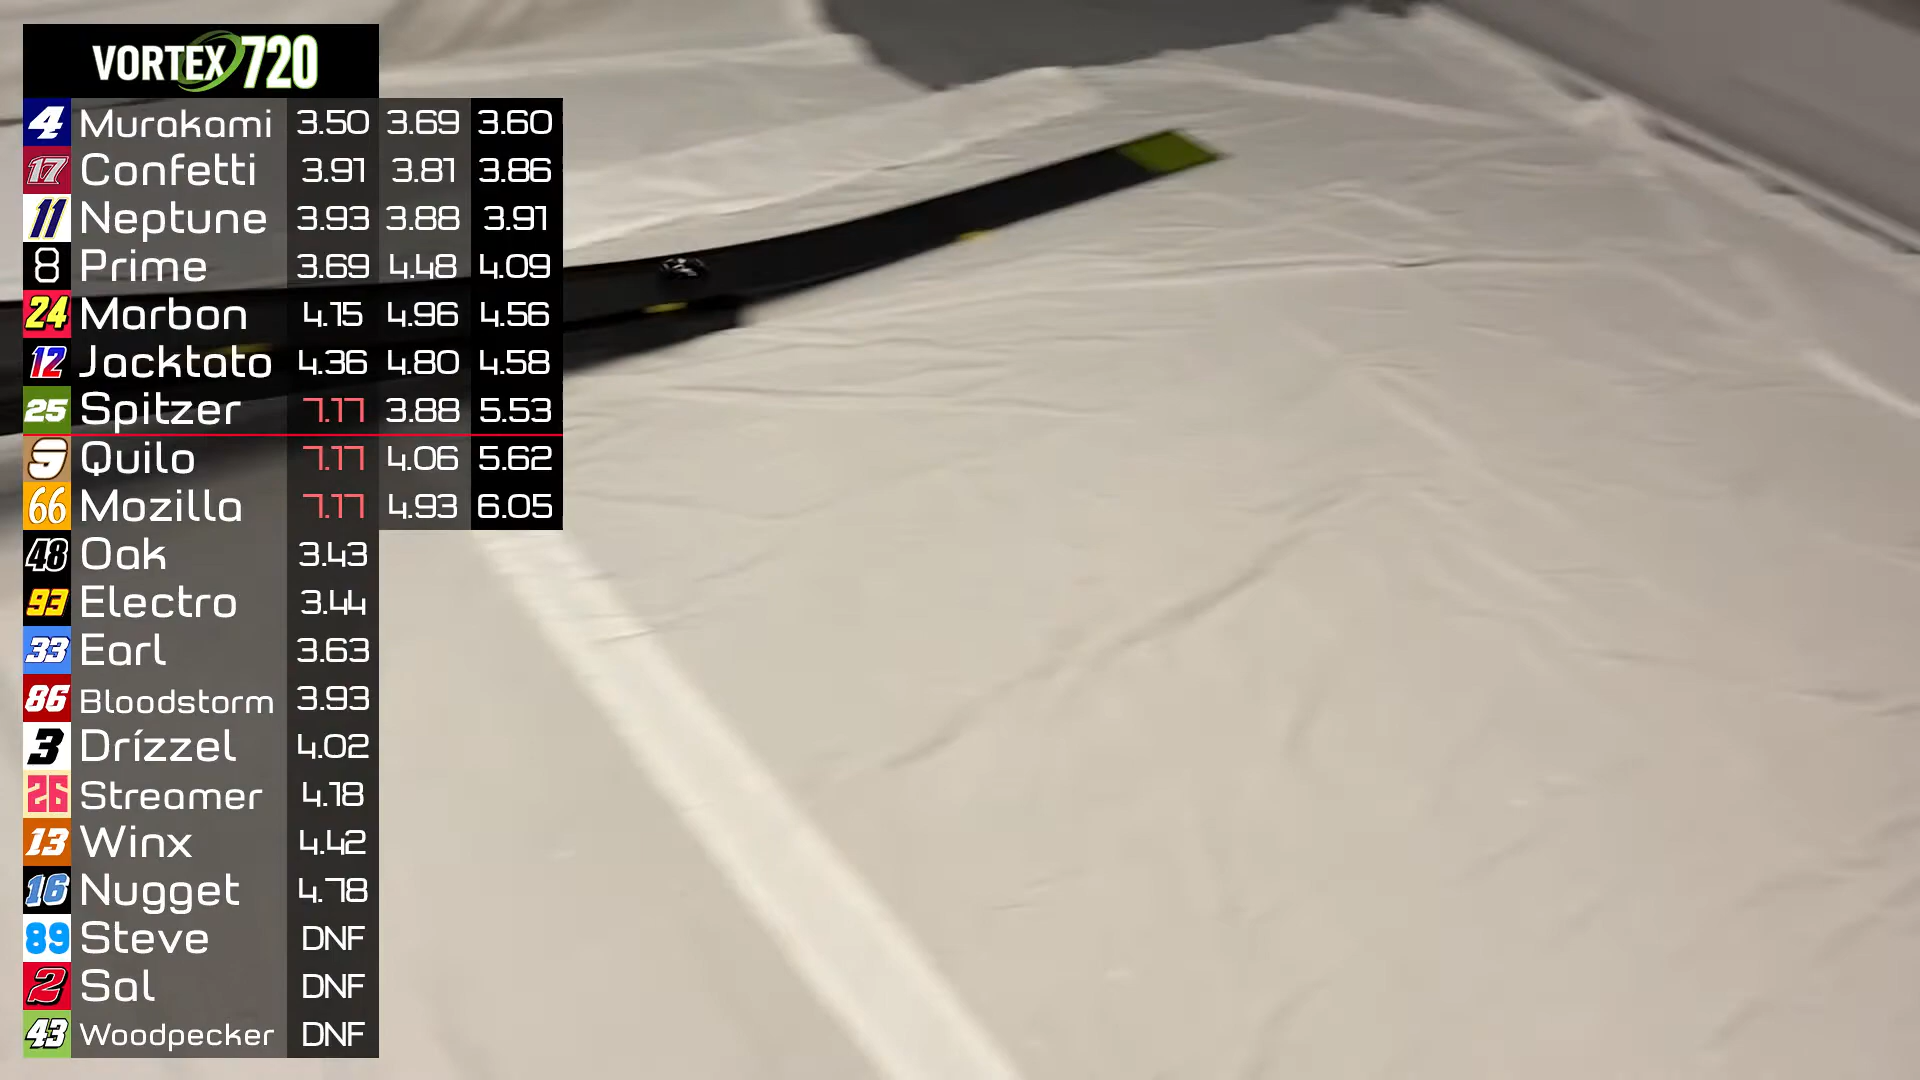 VORTEX 720
4 Murakami 3.50 3.69 3.60
17 Confetti 3.91 3.81 3.86
11 Neptune 3.93 3.88 3.91
8 Prime 3.69 4.48 4.09
24 Marbon 4.15 4.96 4.56
12 Jacktato 4.36 4.80 4.58
25 Spitzer 7.17 3.88 5.53
9 Quilo 7.17 4.06 5.62
66 Mozilla 7.17 4.93 6.05
48 Oak 3.43
93 Electro 3.44
33 Earl 3.63
86 Bloodstorm 3.93
3 Drízzel 4.02
26 Streamer 4.18
13 Winx 4.42
16 Nugget 4.78
89 Steve DNF
2 Sal DNF
43 Woodpecker DNF